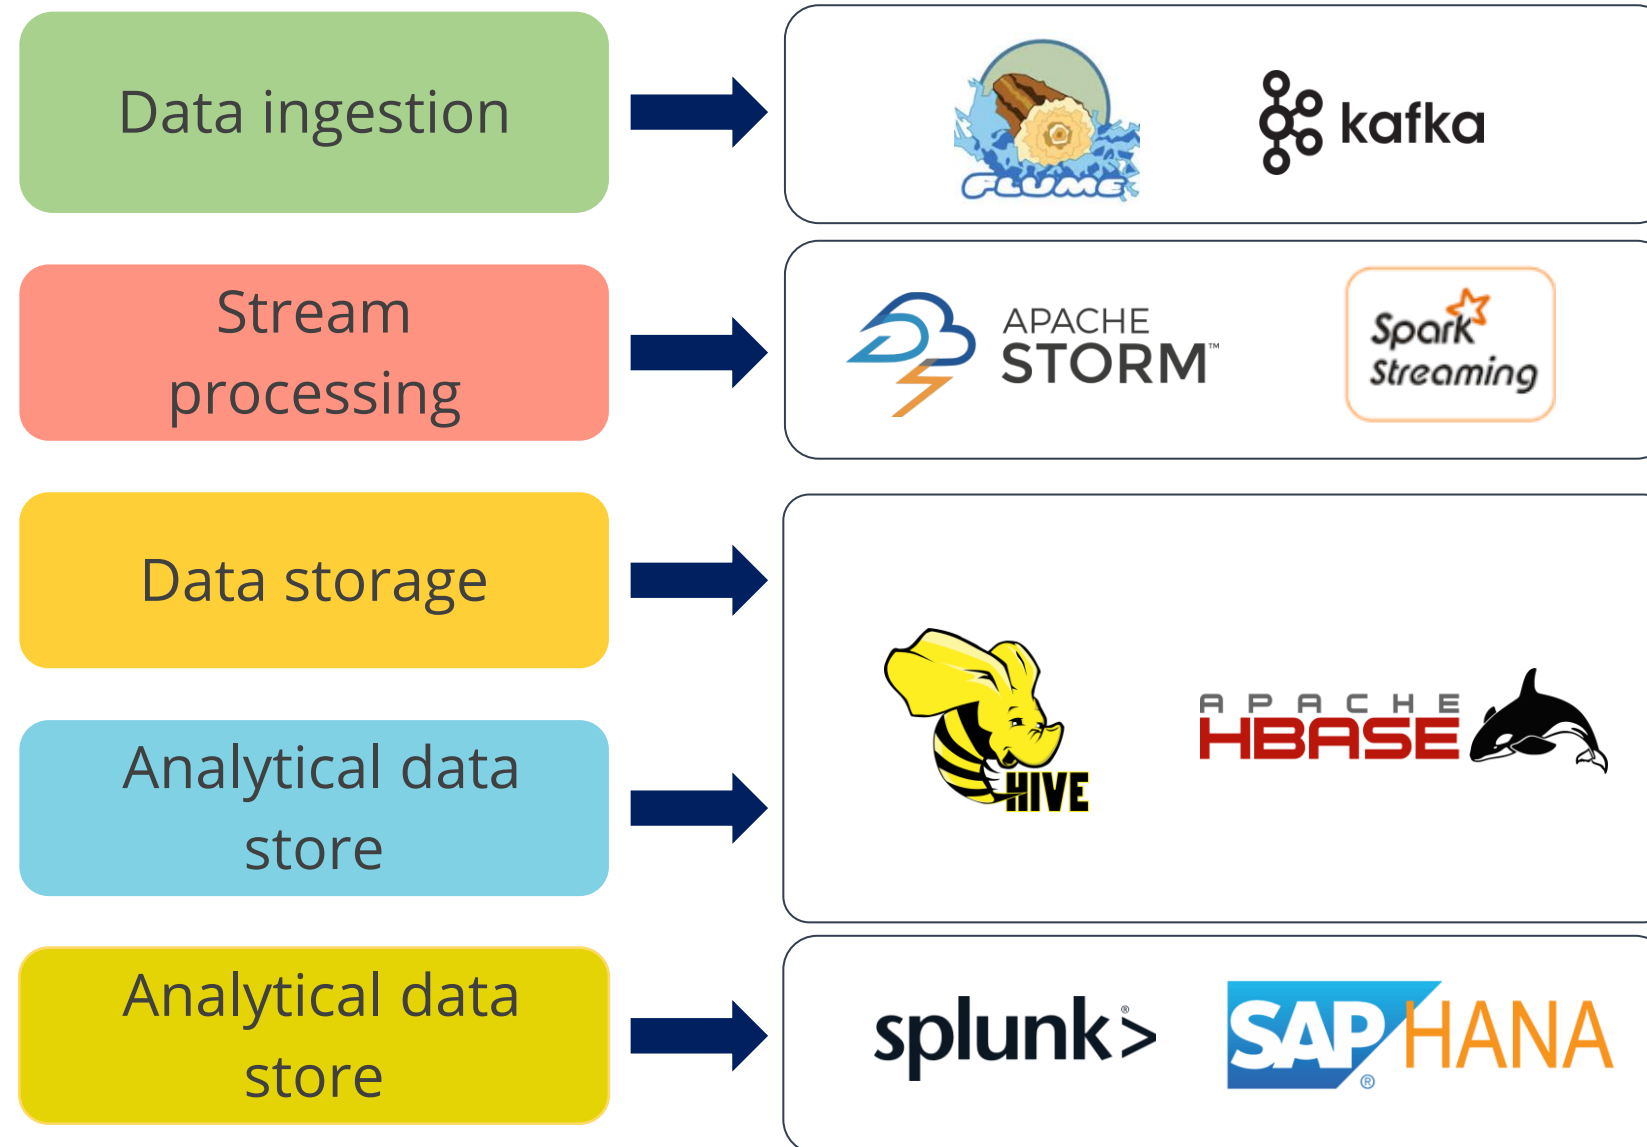 Data ingestion
FLUME
kafka
Stream
processing
APACHE
STORM™
Spark
Streaming
Data storage
HIVE
APACHE
HBASE
Analytical data
store
Analytical data
store
splunk>®
SAP® HANA